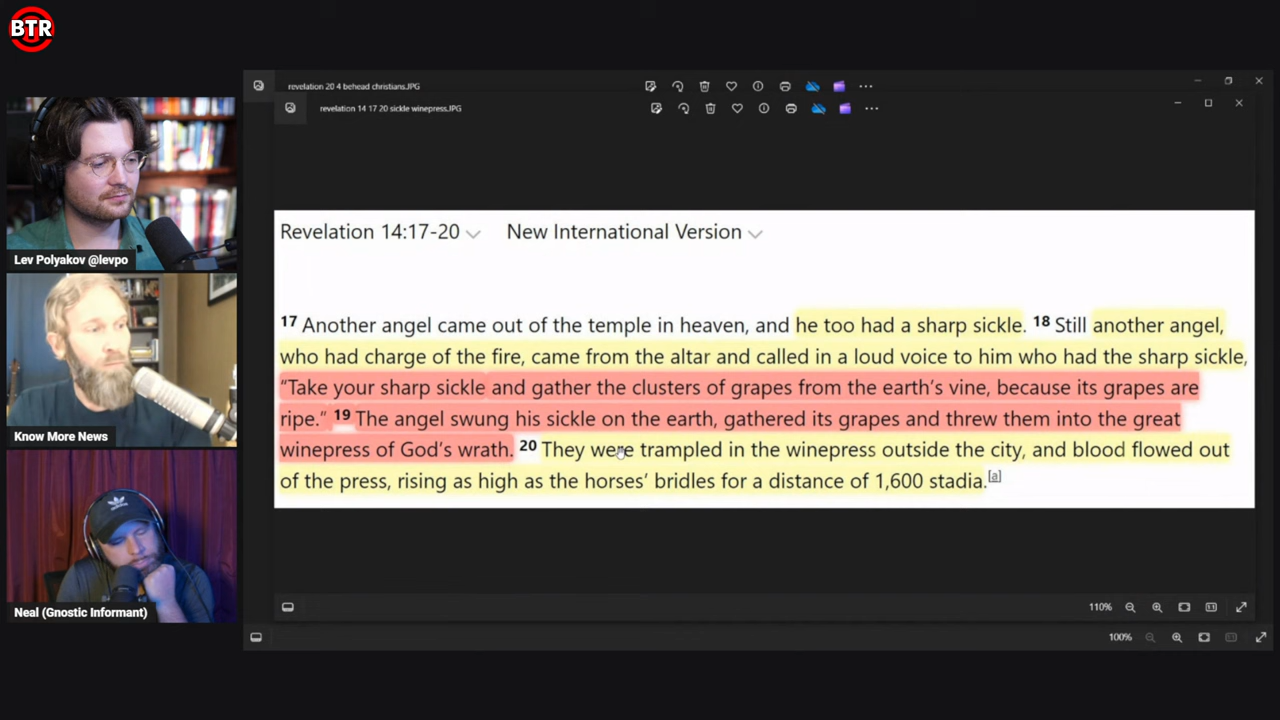 BTR
revelation 20 4 behead christians.JPG
revelation 14 17 20 sickle winepress.JPG
Lev Polyakov @levpo
Know More News
Neal (Gnostic Informant)
Revelation 14:17-20 New International Version
17 Another angel came out of the temple in heaven, and he too had a sharp sickle. 18 Still another angel,
who had charge of the fire, came from the altar and called in a loud voice to him who had the sharp sickle,
“Take your sharp sickle and gather the clusters of grapes from the earth’s vine, because its grapes are
ripe.” 19 The angel swung his sickle on the earth, gathered its grapes and threw them into the great
winepress of God’s wrath. 20 They were trampled in the winepress outside the city, and blood flowed out
of the press, rising as high as the horses’ bridles for a distance of 1,600 stadia.[a]
110%
100%